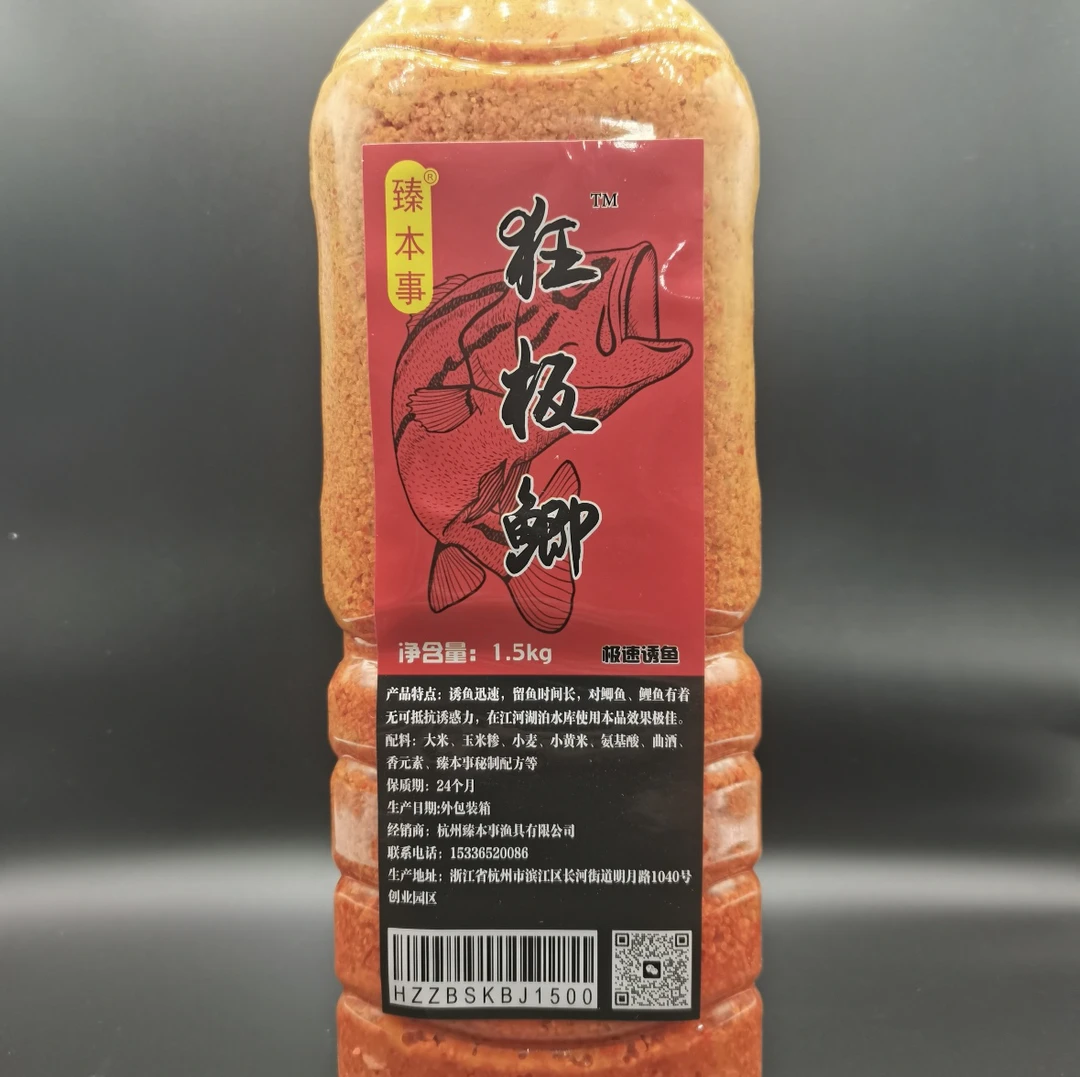 臻本事®
狂板鲫™
净含量：1.5kg 极速诱鱼
产品特点：诱鱼迅速，留鱼时间长，对鲫鱼、鲤鱼有着
无可抵抗诱惑力，在江河湖泊水库使用本品效果极佳。
配料：大米、玉米糁、小麦、小黄米、氨基酸、曲酒、
香元素、臻本事秘制配方等
保质期：24个月
生产日期:外包装箱
经销商：杭州臻本事渔具有限公司
联系电话：15336520086
生产地址：浙江省杭州市滨江区长河街道明月路1040号
创业园区
HZZBSKBJ1500